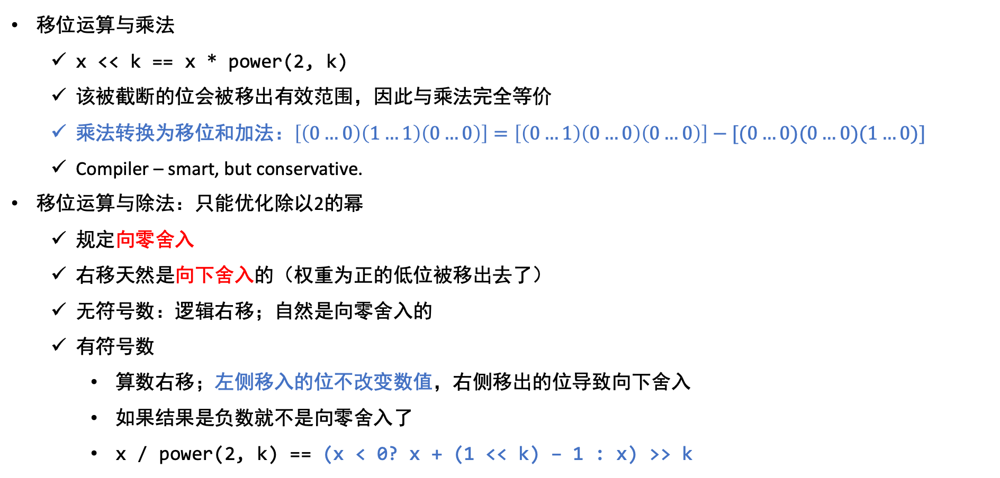 • 移位运算与乘法
✓ x << k == x * power(2, k)
✓ 该被截断的位会被移出有效范围，因此与乘法完全等价
✓ 乘法转换为移位和加法：[(0 … 0)(1 … 1)(0 … 0)] = [(0 … 1)(0 … 0)(0 … 0)] − [(0 … 0)(0 … 0)(1 … 0)]
✓ Compiler – smart, but conservative.
• 移位运算与除法：只能优化除以2的幂
✓ 规定向零舍入
✓ 右移天然是向下舍入的（权重为正的低位被移出去了）
✓ 无符号数：逻辑右移；自然是向零舍入的
✓ 有符号数
• 算数右移；左侧移入的位不改变数值，右侧移出的位导致向下舍入
• 如果结果是负数就不是向零舍入了
• x / power(2, k) == (x < 0? x + (1 << k) – 1 : x) >> k